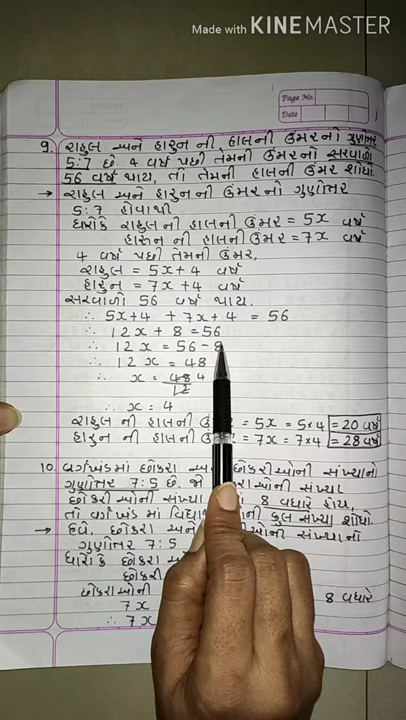 Made with KINEMASTER
Page No.
Date
9. રાહુલ અને હારુન ની હાલની ઉંમરનો ગુણોત્તર
5:7 છે. 4 વર્ષ પછી તેમની ઉંમરનો સરવાળો
56 વર્ષ થાય, તો તેમની હાલની ઉંમર શોધો.
→ રાહુલ અને હારુનની ઉંમરનો ગુણોત્તર
5:7 હોવાથી
ધારોકે રાહુલની હાલની ઉંમર = 5x વર્ષ
હારુન ની હાલની ઉંમર = 7x વર્ષ
4 વર્ષ પછી તેમની ઉંમર,
રાહુલ = 5x+4 વર્ષ
હારુન = 7x+4 વર્ષ
સરવાળો 56 વર્ષ થાય.
∴ 5x+4 +7x+4 = 56
∴ 12x + 8 = 56
∴ 12x = 56-8
∴ 12x = 48
∴ x = 48 4
12
∴ x = 4
રાહુલ ની હાલની = 5x = 5×4 = 20 વર્ષ
હારુન ની હાલની = 7x = 7×4 = 28 વર્ષ
10. વર્ગખંડમાં છોકરા છોકરીઓની સંખ્યાનો
ગુણોત્તર 7:5 છે. જો સંખ્યા
છોકરીઓની સંખ્યા 8 વધારે હોય,
તો વર્ગખંડ માં કુલ સંખ્યા શોધો.
→ હવે, છોકરા સંખ્યાનો
ગુણોત્તર 7:5
ધારોકે
છોકરાઓની 8 વધારે
7x
∴ 7x